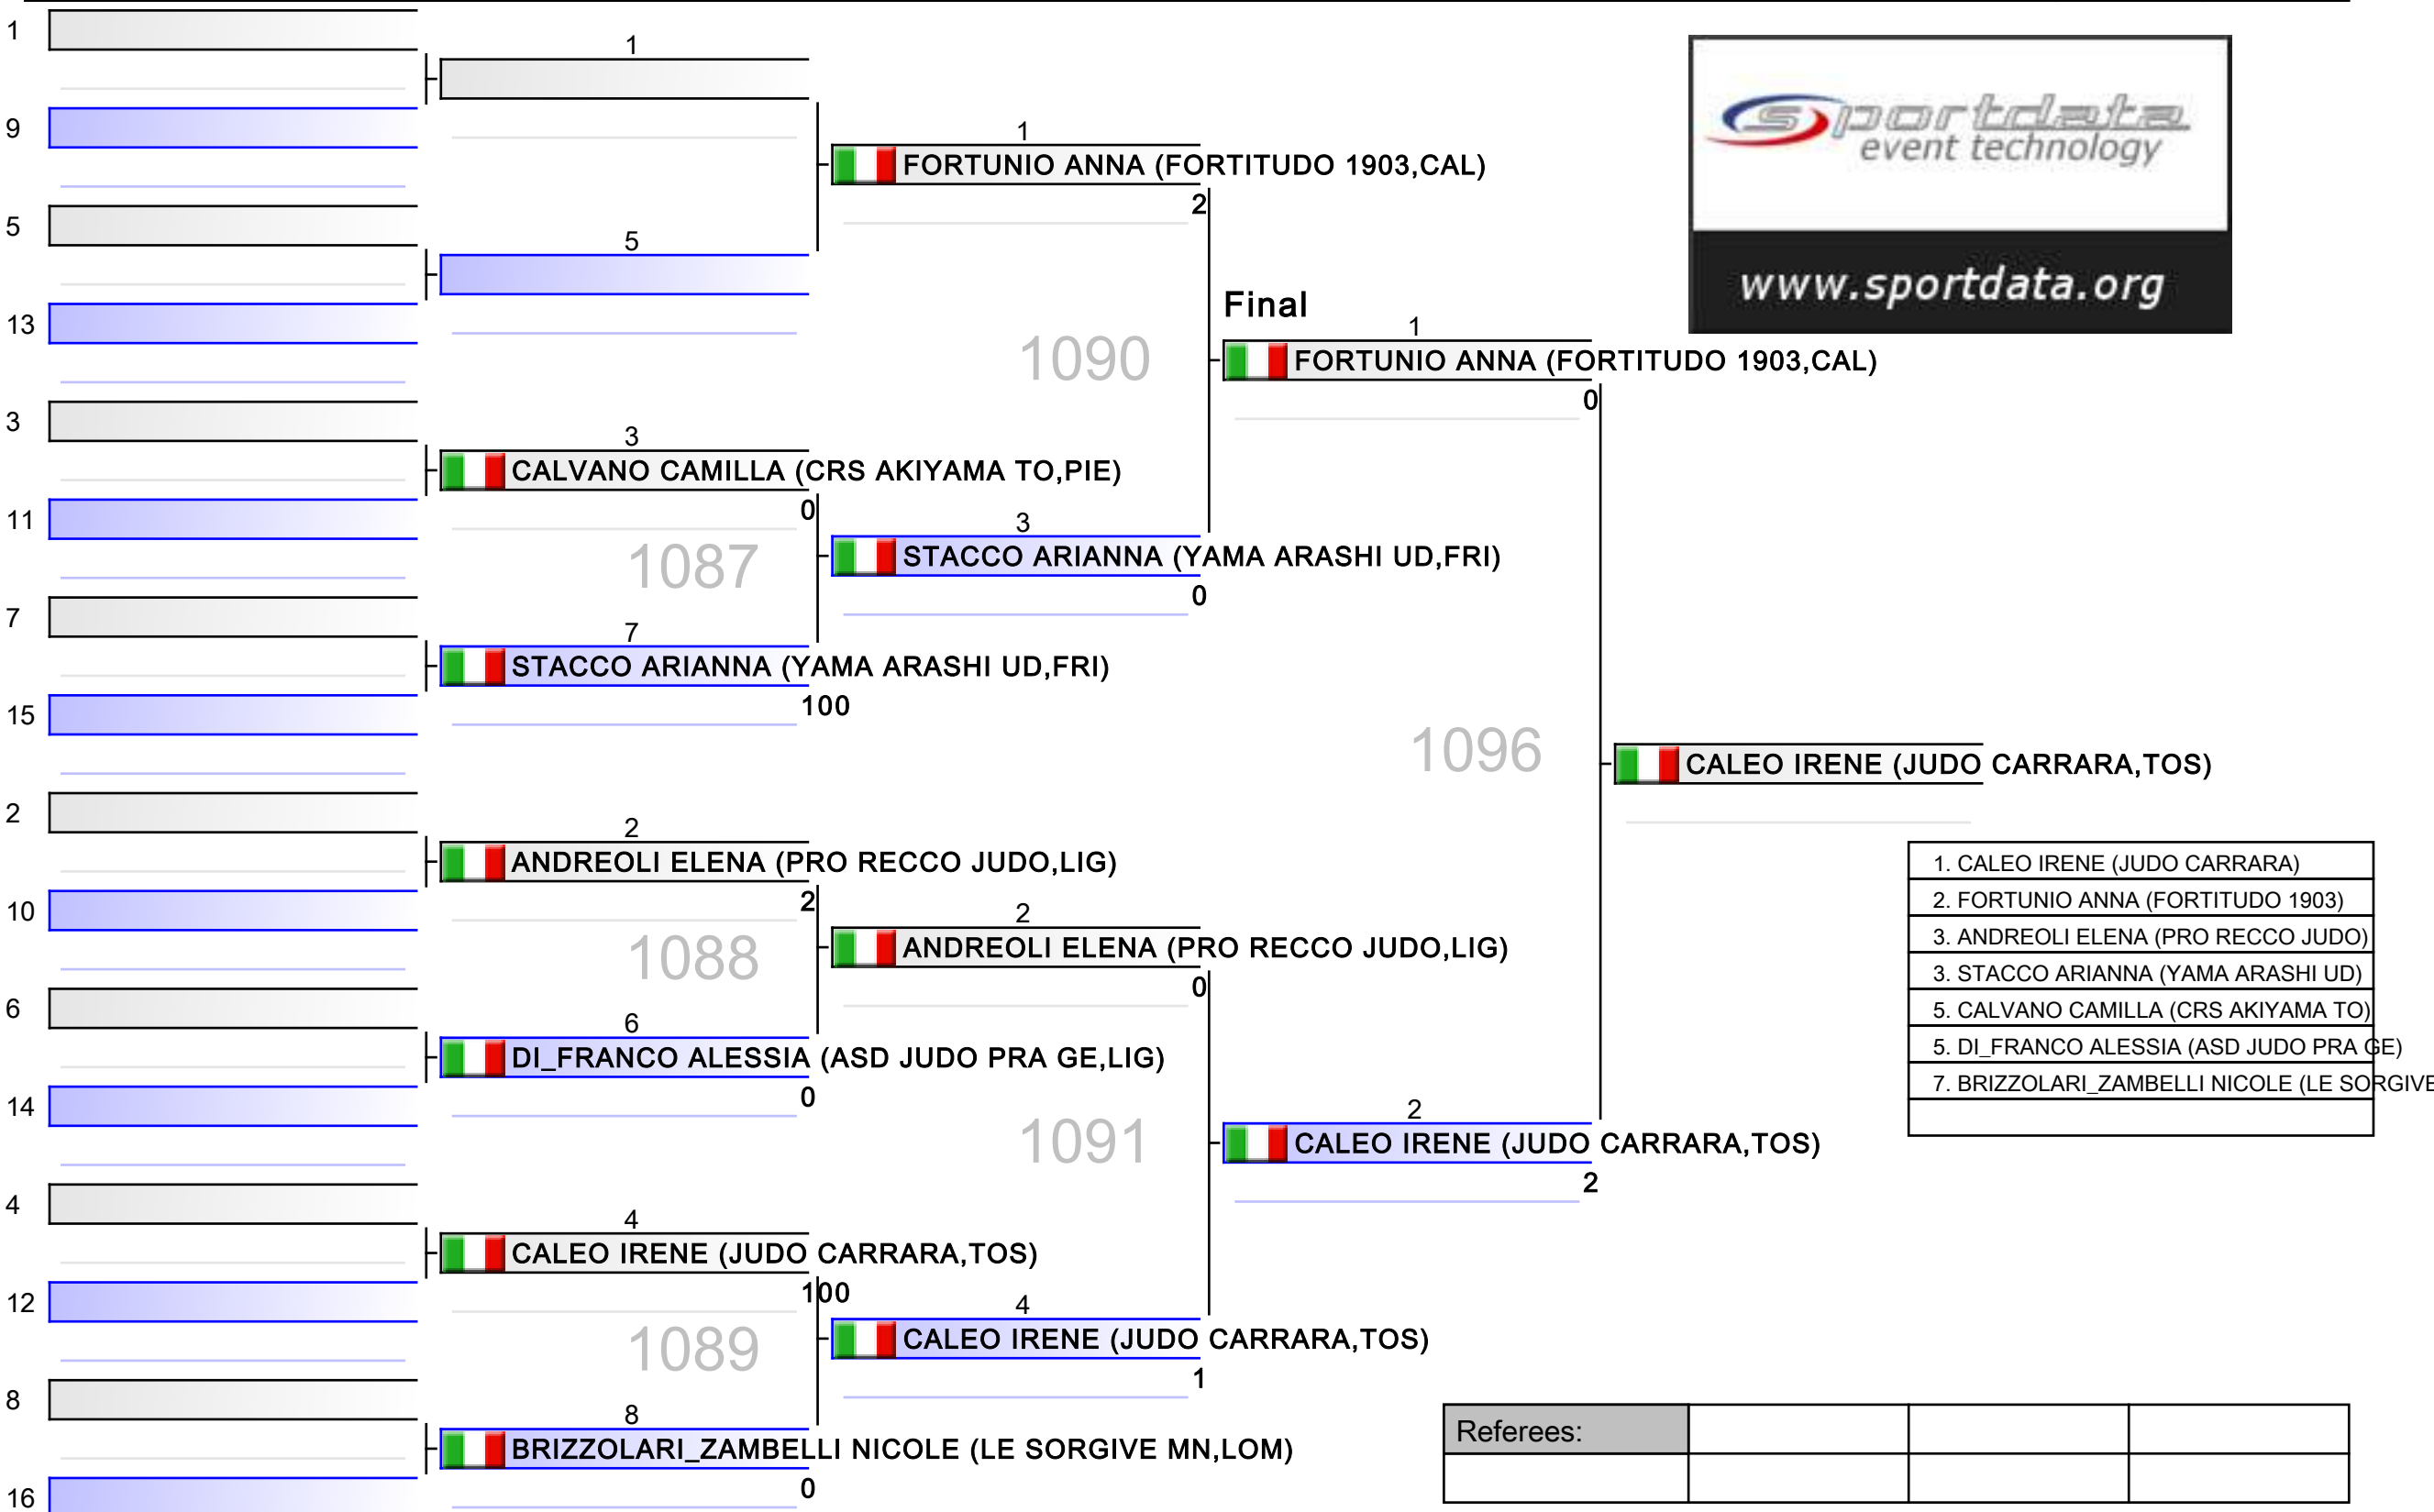 1
9
5
13
3
11
7
15
2
10
6
14
4
12
8
16
1
5
3
CALVANO CAMILLA (CRS AKIYAMA TO,PIE)
0
1087
7
STACCO ARIANNA (YAMA ARASHI UD,FRI)
100
2
ANDREOLI ELENA (PRO RECCO JUDO,LIG)
2
1088
6
DI_FRANCO ALESSIA (ASD JUDO PRA GE,LIG)
0
4
CALEO IRENE (JUDO CARRARA,TOS)
100
1089
8
BRIZZOLARI_ZAMBELLI NICOLE (LE SORGIVE MN,LOM)
0
1
FORTUNIO ANNA (FORTITUDO 1903,CAL)
2
1090
3
STACCO ARIANNA (YAMA ARASHI UD,FRI)
0
2
ANDREOLI ELENA (PRO RECCO JUDO,LIG)
0
1091
4
CALEO IRENE (JUDO CARRARA,TOS)
1
Final
1
FORTUNIO ANNA (FORTITUDO 1903,CAL)
0
1096
2
CALEO IRENE (JUDO CARRARA,TOS)
2
CALEO IRENE (JUDO CARRARA,TOS)
sportdata
event technology
www.sportdata.org
1. CALEO IRENE (JUDO CARRARA)
2. FORTUNIO ANNA (FORTITUDO 1903)
3. ANDREOLI ELENA (PRO RECCO JUDO)
3. STACCO ARIANNA (YAMA ARASHI UD)
5. CALVANO CAMILLA (CRS AKIYAMA TO)
5. DI_FRANCO ALESSIA (ASD JUDO PRA GE)
7. BRIZZOLARI_ZAMBELLI NICOLE (LE SORGIVE
Referees: